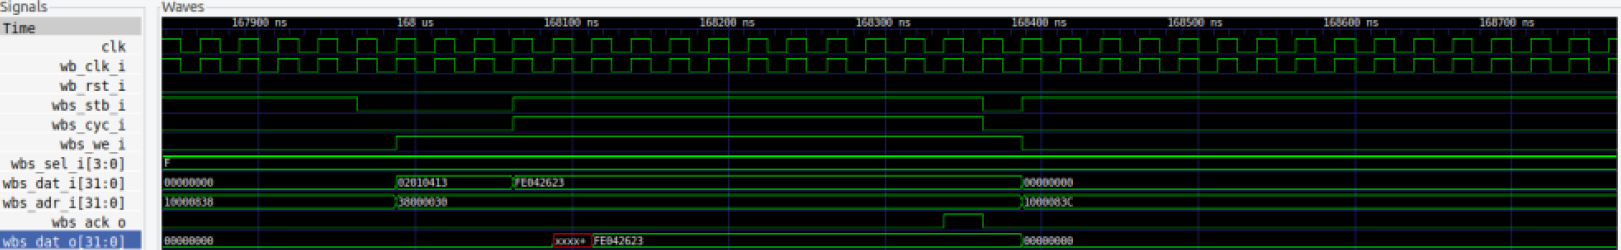 Signals Waves
Time 167900 ns 168 us 168100 ns 168200 ns 168300 ns 168400 ns 168500 ns 168600 ns 168700 ns
clk
wb_clk_i
wb_rst_i
wbs_stb_i
wbs_cyc_i
wbs_we_i
wbs_sel_i[3:0] F
wbs_dat_i[31:0] 00000000 02010413 FE042623 00000000
wbs_adr_i[31:0] 10000838 38000030 1000083C
wbs_ack_o
wbs_dat_o[31:0] 00000000 xxxx+ FE042623 00000000